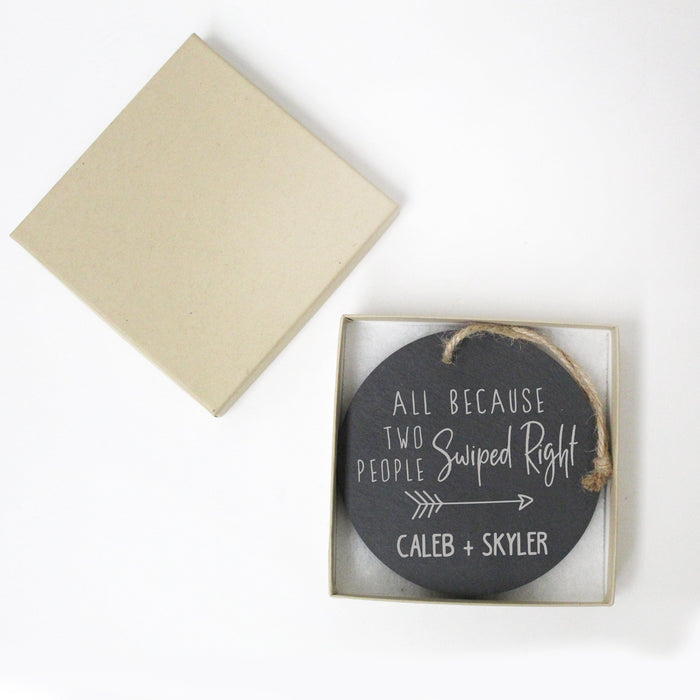 ALL BECAUSE
TWO
PEOPLE Swiped Right
CALEB + SKYLER